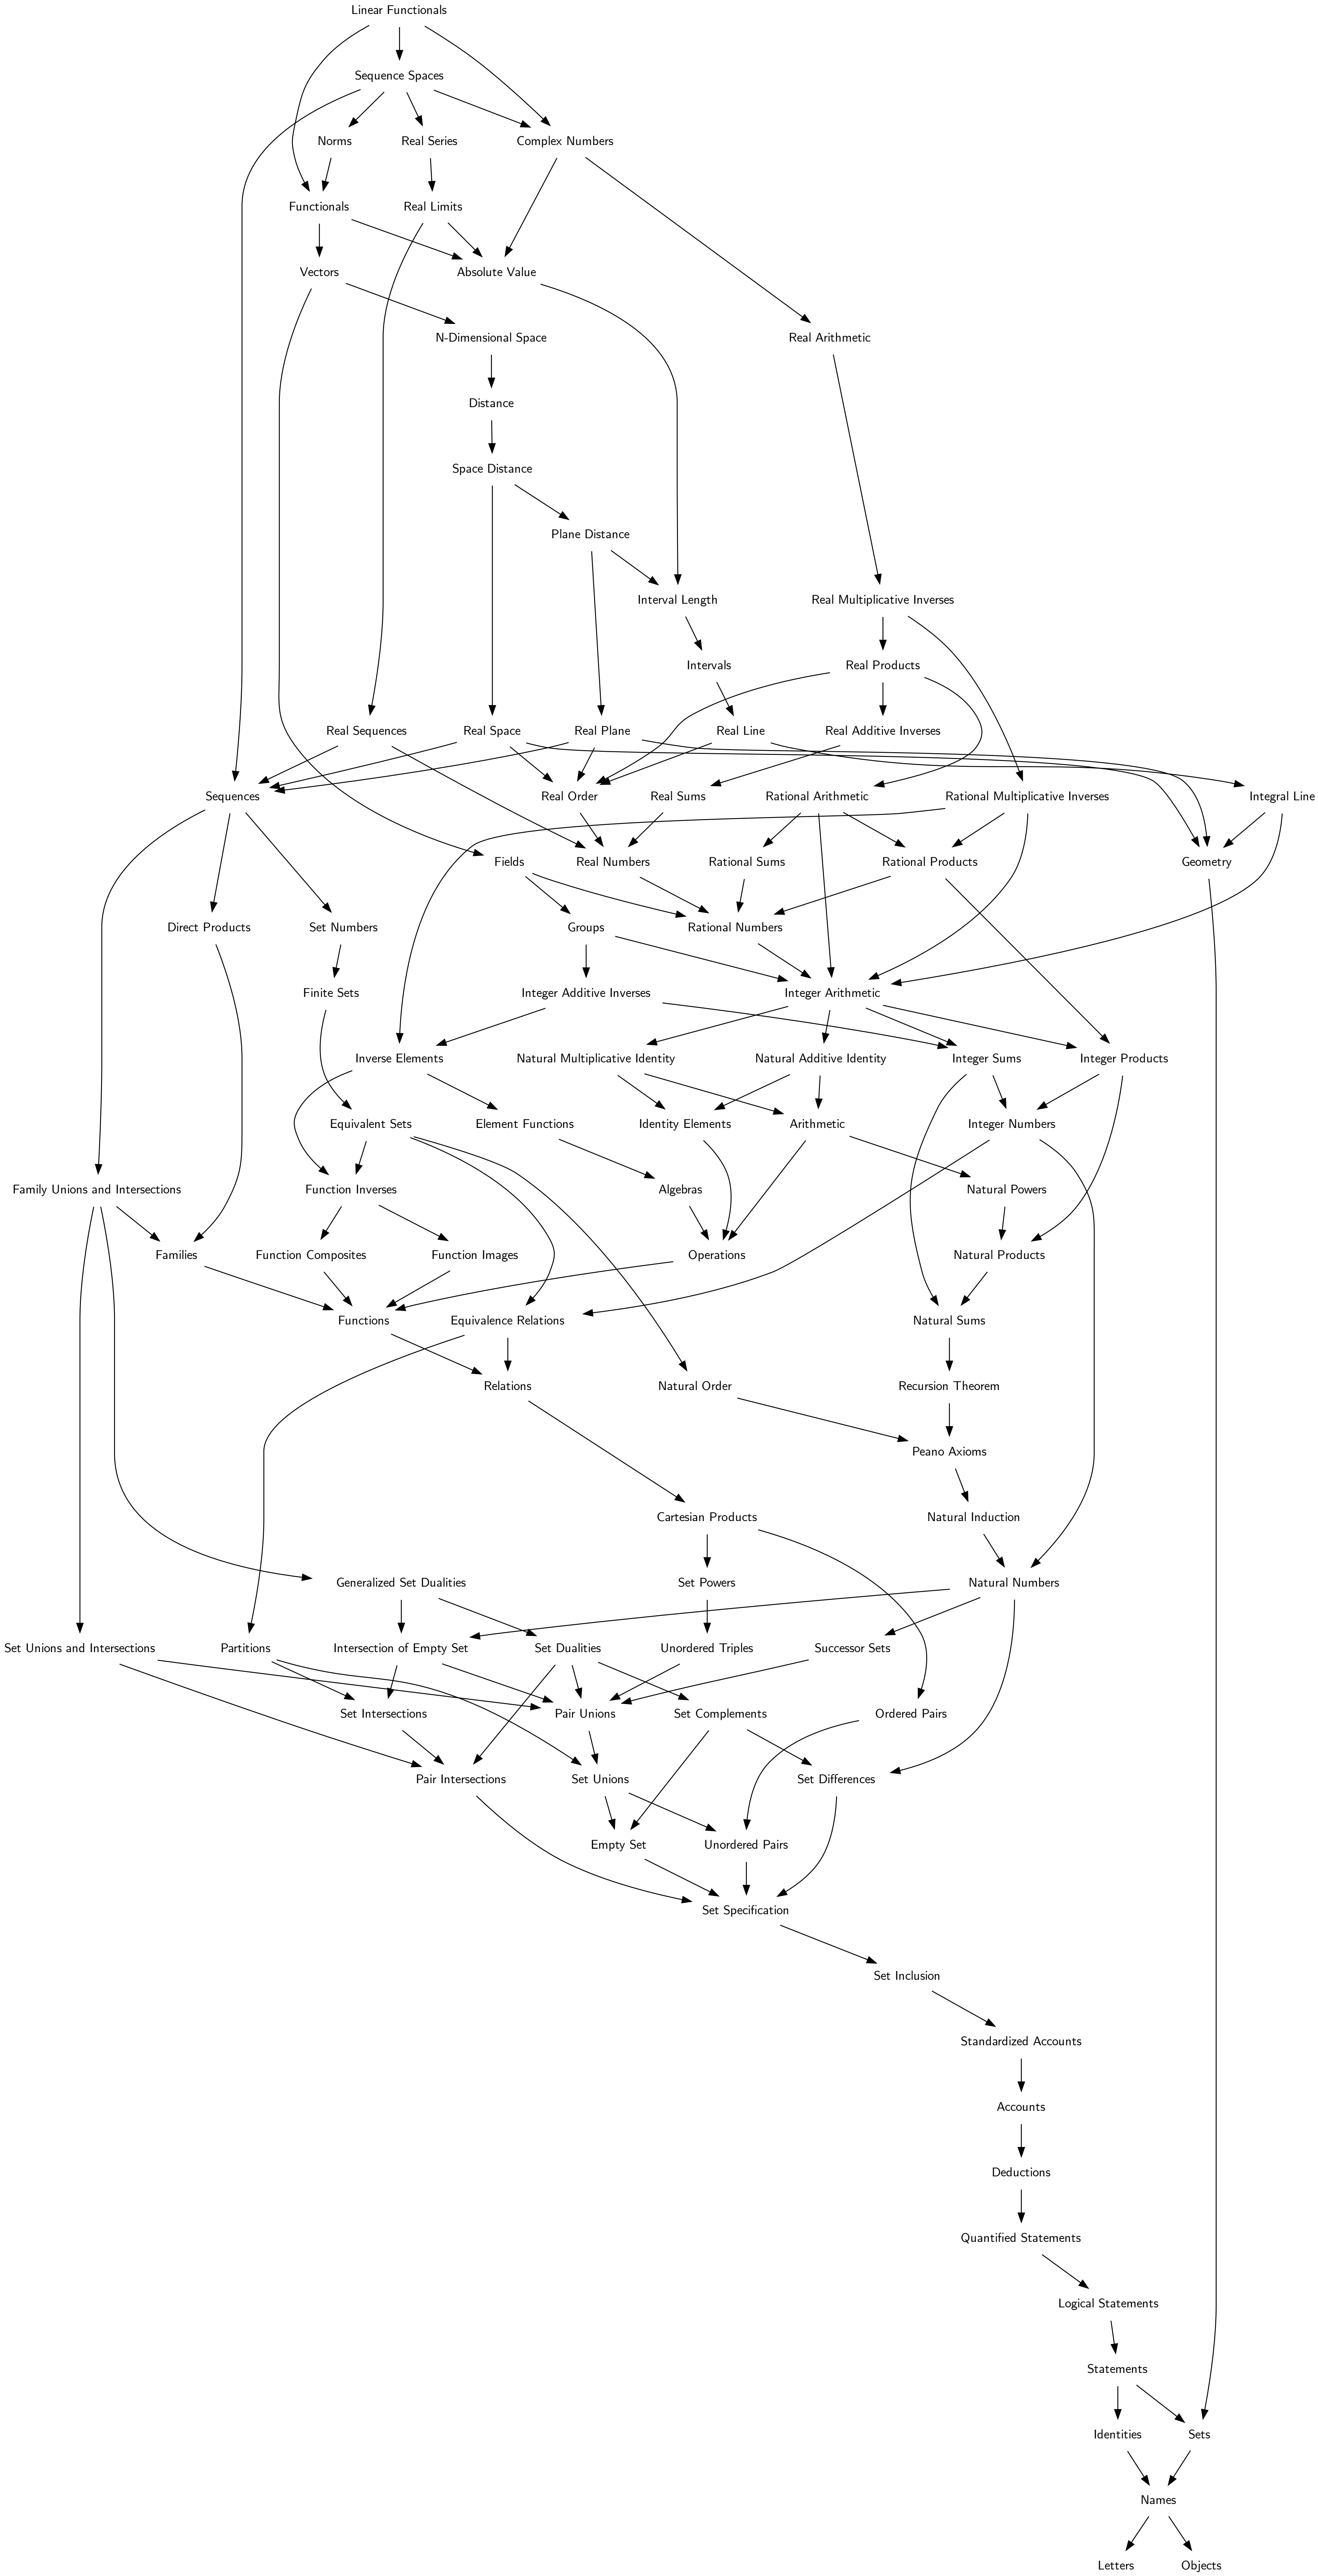 Linear Functionals
Sequence Spaces
Norms
Real Series
Complex Numbers
Functionals
Real Limits
Vectors
Absolute Value
N-Dimensional Space
Real Arithmetic
Distance
Space Distance
Plane Distance
Interval Length
Real Multiplicative Inverses
Intervals
Real Products
Real Sequences
Real Space
Real Plane
Real Line
Real Additive Inverses
Sequences
Real Order
Real Sums
Rational Arithmetic
Rational Multiplicative Inverses
Integral Line
Fields
Real Numbers
Rational Sums
Rational Products
Geometry
Direct Products
Set Numbers
Groups
Rational Numbers
Finite Sets
Integer Additive Inverses
Integer Arithmetic
Inverse Elements
Natural Multiplicative Identity
Natural Additive Identity
Integer Sums
Integer Products
Equivalent Sets
Element Functions
Identity Elements
Arithmetic
Integer Numbers
Family Unions and Intersections
Function Inverses
Algebras
Natural Powers
Families
Function Composites
Function Images
Operations
Natural Products
Functions
Equivalence Relations
Natural Sums
Relations
Natural Order
Recursion Theorem
Peano Axioms
Cartesian Products
Natural Induction
Generalized Set Dualities
Set Powers
Natural Numbers
Set Unions and Intersections
Partitions
Intersection of Empty Set
Set Dualities
Unordered Triples
Successor Sets
Set Intersections
Pair Unions
Set Complements
Ordered Pairs
Pair Intersections
Set Unions
Set Differences
Empty Set
Unordered Pairs
Set Specification
Set Inclusion
Standardized Accounts
Accounts
Deductions
Quantified Statements
Logical Statements
Statements
Identities
Sets
Names
Letters
Objects